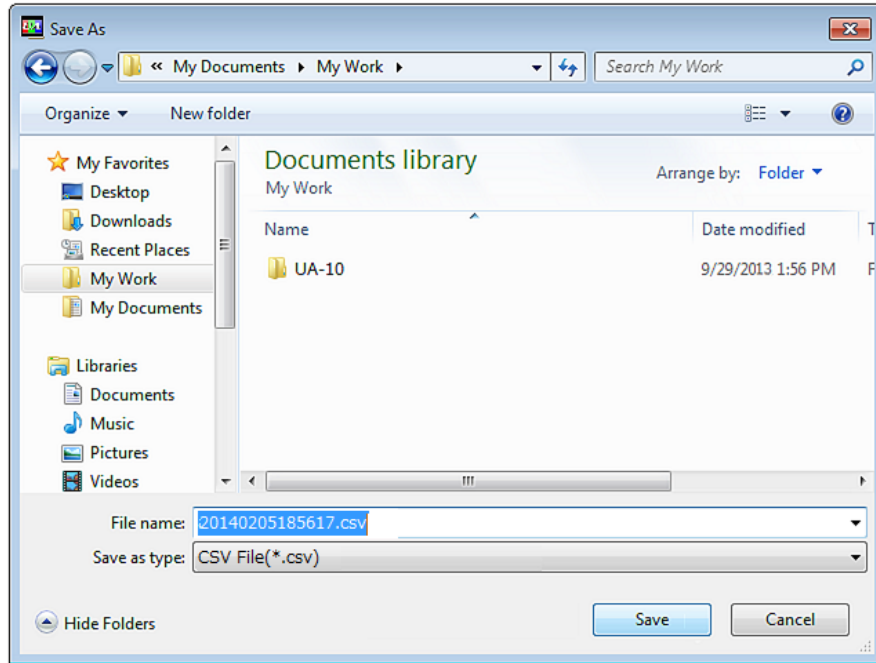 Save As
« My Documents ▸ My Work ▸
Search My Work
Organize
New folder
My Favorites
Desktop
Downloads
Recent Places
My Work
My Documents
Libraries
Documents
Music
Pictures
Videos
Documents library
My Work
Arrange by: Folder
Name
Date modified
T
UA-10
9/29/2013 1:56 PM
F
File name: 20140205185617.csv
Save as type: CSV File(*.csv)
Hide Folders
Save
Cancel